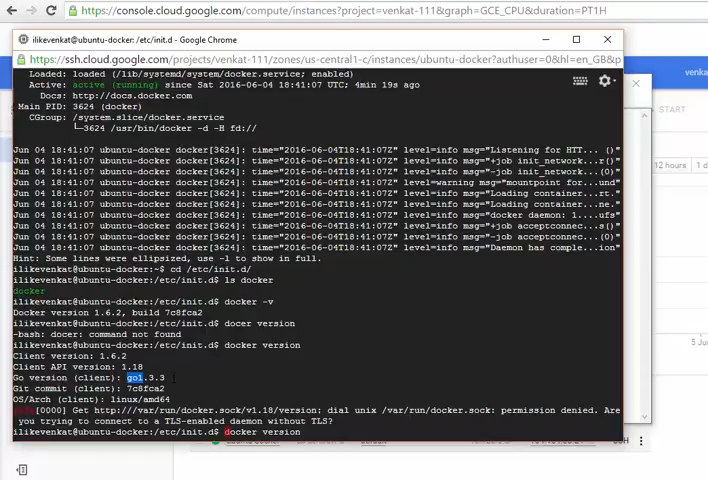 https://console.cloud.google.com/compute/instances?project=venkat-111&graph=GCE_CPU&duration=PT1H
ilikevenkat@ubuntu-docker: /etc/init.d - Google Chrome
https://ssh.cloud.google.com/projects/venkat-111/zones/us-central1-c/instances/ubuntu-docker?authuser=0&hl=en_GB&p
venk
Loaded: loaded (/lib/systemd/system/docker.service; enabled)
Active: active (running) since Sat 2016-06-04 18:41:07 UTC; 4min 19s ago
Docs: http://docs.docker.com
Main PID: 3624 (docker)
CGroup: /system.slice/docker.service
└─3624 /usr/bin/docker -d -H fd://
START
12 hours
1 d
Jun 04 18:41:07 ubuntu-docker docker[3624]: time="2016-06-04T18:41:07Z" level=info msg="Listening for HTT... ()"
Jun 04 18:41:07 ubuntu-docker docker[3624]: time="2016-06-04T18:41:07Z" level=info msg="+job init_network...r()"
Jun 04 18:41:07 ubuntu-docker docker[3624]: time="2016-06-04T18:41:07Z" level=info msg="-job init_network...(0)"
Jun 04 18:41:07 ubuntu-docker docker[3624]: time="2016-06-04T18:41:07Z" level=warning msg="mountpoint for...und"
Jun 04 18:41:07 ubuntu-docker docker[3624]: time="2016-06-04T18:41:07Z" level=info msg="Loading container...rt."
Jun 04 18:41:07 ubuntu-docker docker[3624]: time="2016-06-04T18:41:07Z" level=info msg="Loading container...ne."
Jun 04 18:41:07 ubuntu-docker docker[3624]: time="2016-06-04T18:41:07Z" level=info msg="docker daemon: 1....ufs"
Jun 04 18:41:07 ubuntu-docker docker[3624]: time="2016-06-04T18:41:07Z" level=info msg="+job acceptconnec...s()"
Jun 04 18:41:07 ubuntu-docker docker[3624]: time="2016-06-04T18:41:07Z" level=info msg="-job acceptconnec...(0)"
Jun 04 18:41:07 ubuntu-docker docker[3624]: time="2016-06-04T18:41:07Z" level=info msg="Daemon has comple...ion"
Hint: Some lines were ellipsized, use -l to show in full.
ilikevenkat@ubuntu-docker:~$ cd /etc/init.d/
ilikevenkat@ubuntu-docker:/etc/init.d$ ls docker
docker
ilikevenkat@ubuntu-docker:/etc/init.d$ docker -v
Docker version 1.6.2, build 7c8fca2
ilikevenkat@ubuntu-docker:/etc/init.d$ docer version
-bash: docer: command not found
ilikevenkat@ubuntu-docker:/etc/init.d$ docker version
5 Jun
Client version: 1.6.2
Client API version: 1.18
Go version (client): go1.3.3
Git commit (client): 7c8fca2
OS/Arch (client): linux/amd64
[0000] Get http:///var/run/docker.sock/v1.18/version: dial unix /var/run/docker.sock: permission denied. Are
you trying to connect to a TLS-enabled daemon without TLS?
ilikevenkat@ubuntu-docker:/etc/init.d$ docker version